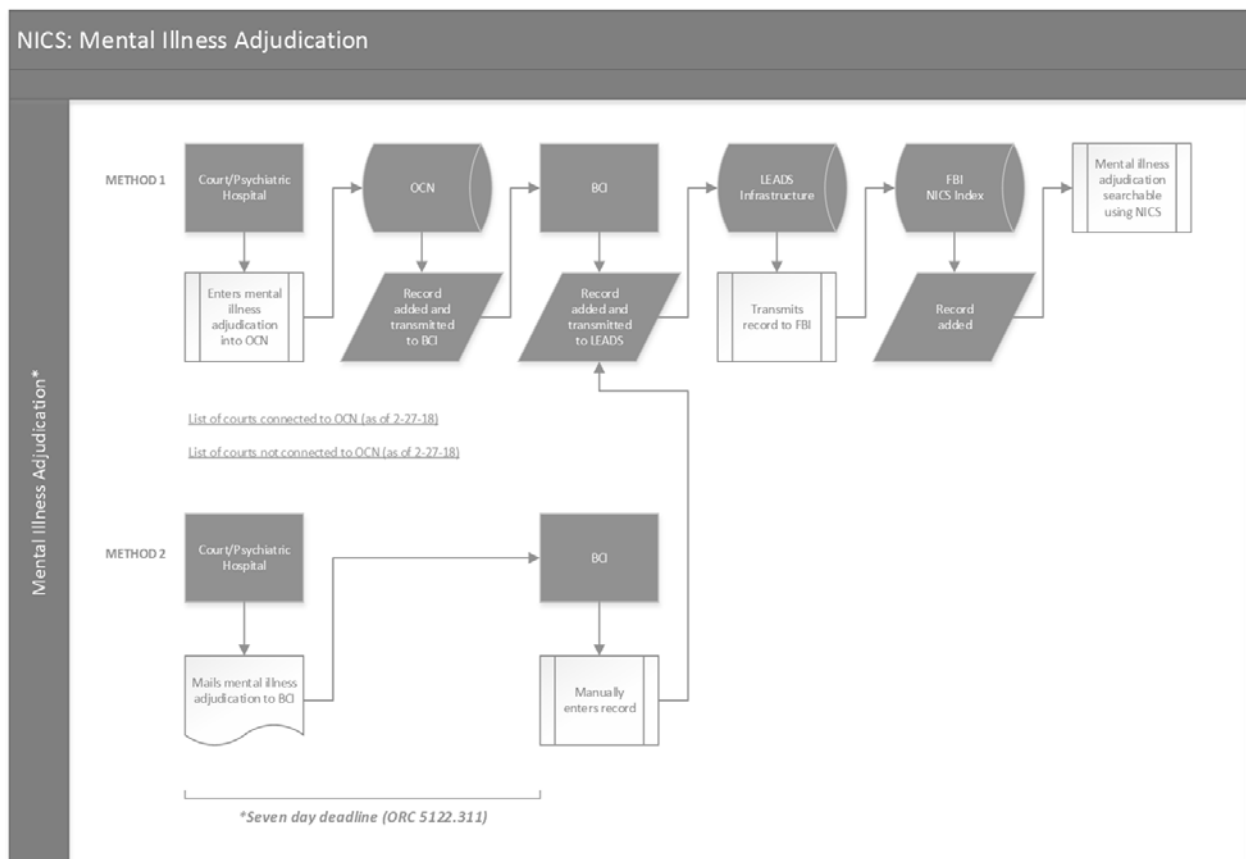 NICS: Mental Illness Adjudication
Mental Illness Adjudication*
METHOD 1
Court/Psychiatric
Hospital
OCN
BCI
LEADS
Infrastructure
FBI
NICS Index
Mental illness
adjudication
searchable
using NICS
Enters mental
illness
adjudication
into OCN
Record
added and
transmitted
to BCI
Record
added and
transmitted
to LEADS
Transmits
record to FBI
Record
added
List of courts connected to OCN (as of 2-27-18)
List of courts not connected to OCN (as of 2-27-18)
METHOD 2
Court/Psychiatric
Hospital
BCI
Mails mental illness
adjudication to BCI
Manually
enters record
*Seven day deadline (ORC 5122.311)